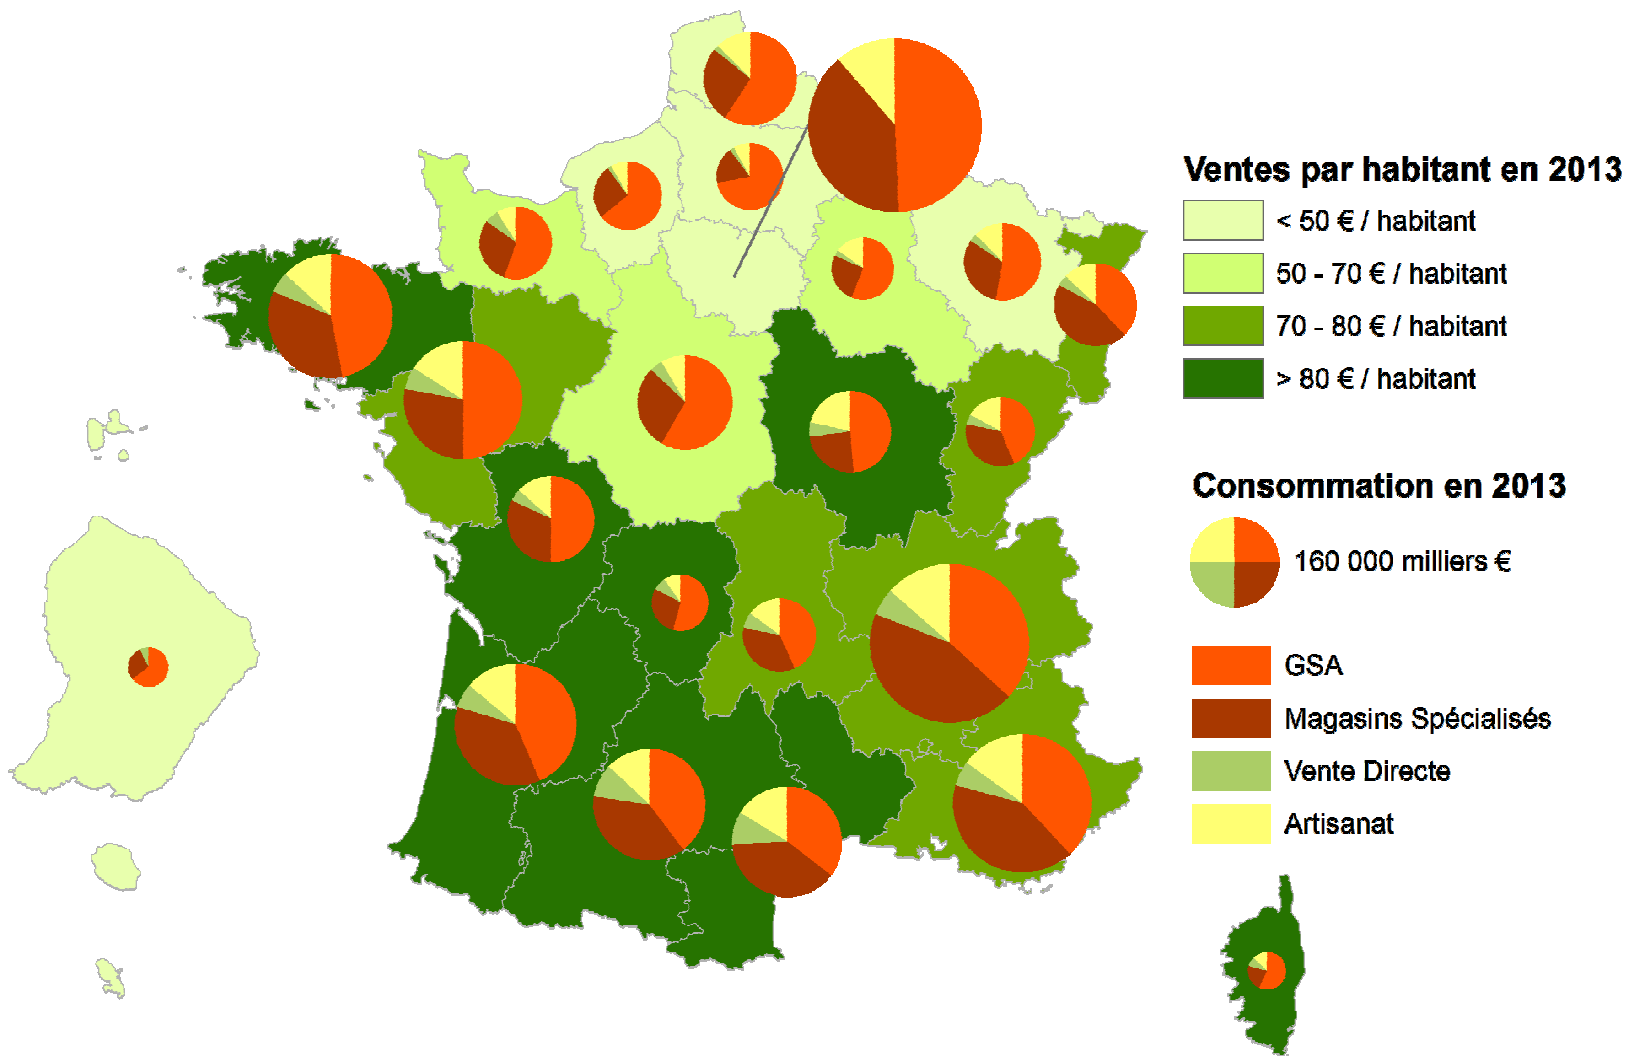 Ventes par habitant en 2013
< 50 € / habitant
50 - 70 € / habitant
70 - 80 € / habitant
> 80 € / habitant
Consommation en 2013
160 000 milliers €
GSA
Magasins Spécialisés
Vente Directe
Artisanat